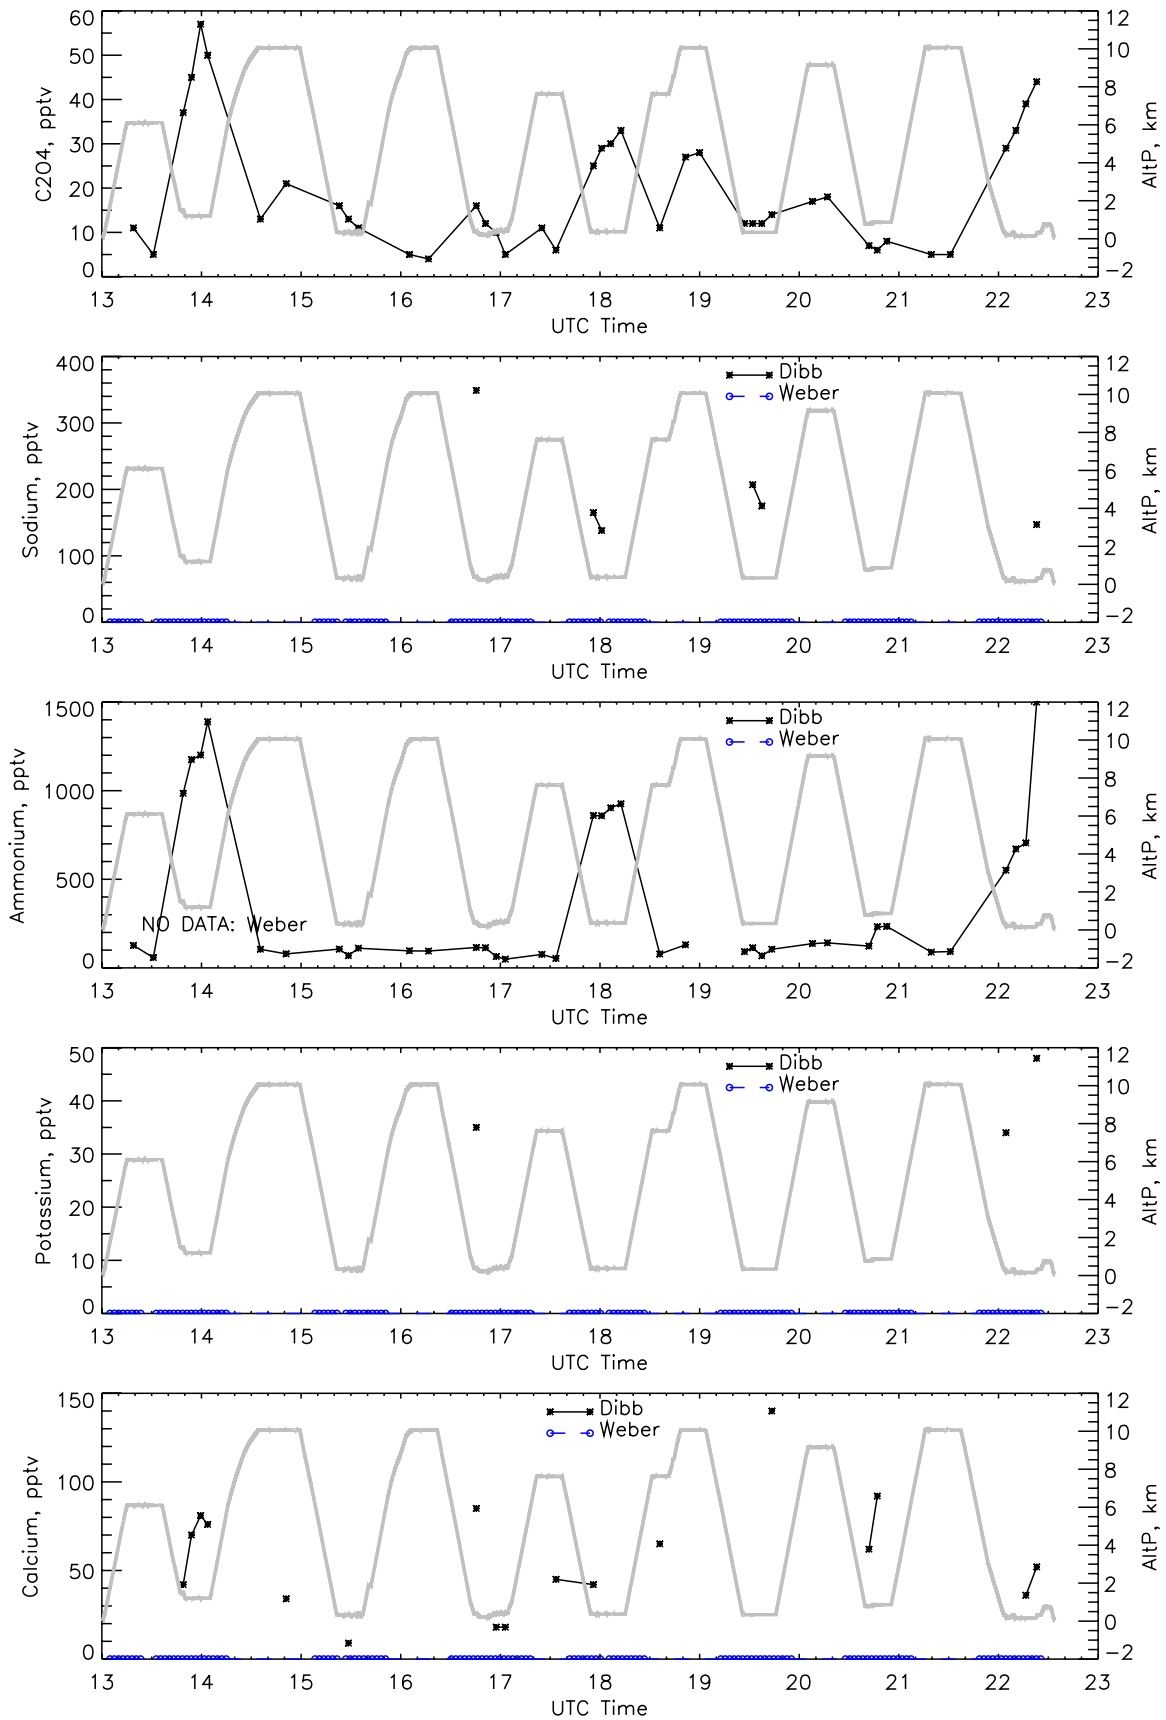 60
50
40
30
20
10
0
C2O4, pptv
12
10
8
6
4
2
0
−2
AltP, km
13 14 15 16 17 18 19 20 21 22 23
UTC Time
400
300
200
100
0
Sodium, pptv
Dibb
Weber
12
10
8
6
4
2
0
−2
AltP, km
13 14 15 16 17 18 19 20 21 22 23
UTC Time
1500
1000
500
0
Ammonium, pptv
Dibb
Weber
NO DATA: Weber
12
10
8
6
4
2
0
−2
AltP, km
13 14 15 16 17 18 19 20 21 22 23
UTC Time
50
40
30
20
10
0
Potassium, pptv
Dibb
Weber
12
10
8
6
4
2
0
−2
AltP, km
13 14 15 16 17 18 19 20 21 22 23
UTC Time
150
100
50
0
Calcium, pptv
Dibb
Weber
12
10
8
6
4
2
0
−2
AltP, km
13 14 15 16 17 18 19 20 21 22 23
UTC Time